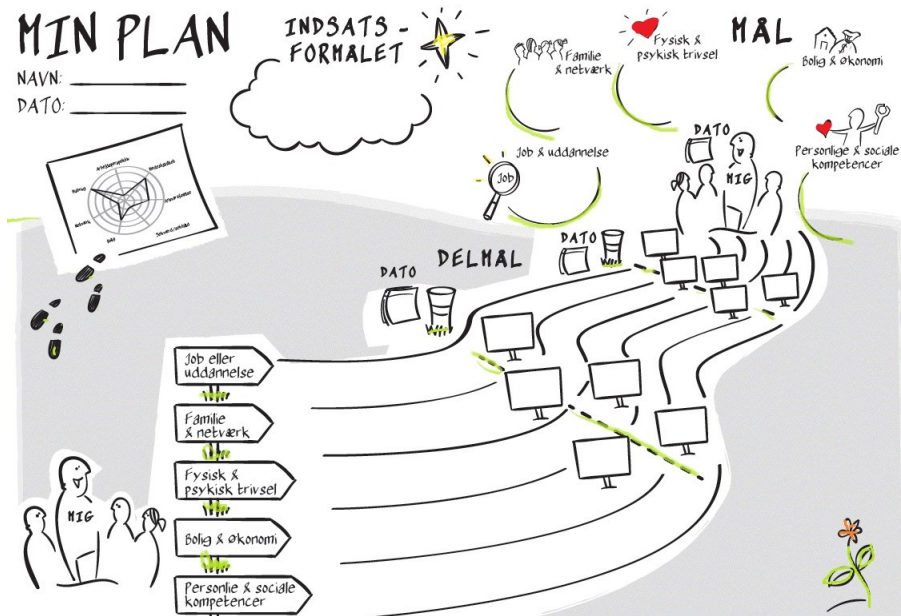 MIN PLAN
NAVN:
DATO:
INDSATS-
FORMÅLET
MÅL
Familie
& netværk
Fysisk &
psykisk trivsel
Bolig & Økonomi
Job & uddannelse
Job
DATO
MIG
Personlige & sociale
kompetencer
Netværk
DATO
DELMÅL
DATO
Job eller
uddannelse
Familie
& netværk
Fysisk &
psykisk trivsel
Bolig & Økonomi
Personlie & sociale
kompetencer
MIG